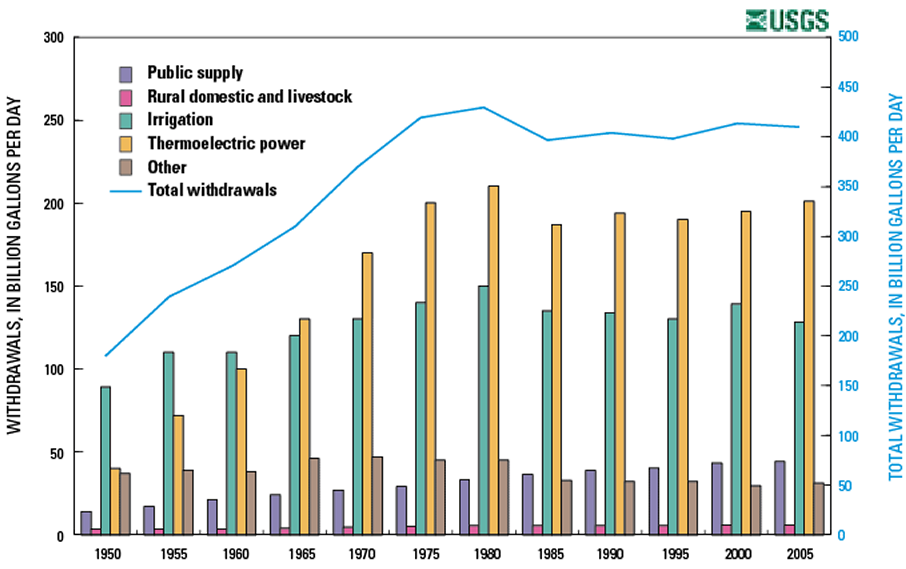 USGS
300
250
200
150
100
50
0
WITHDRAWALS, IN BILLION GALLONS PER DAY
Public supply
Rural domestic and livestock
Irrigation
Thermoelectric power
Other
Total withdrawals
500
450
400
350
300
250
200
150
100
50
0
TOTAL WITHDRAWALS, IN BILLION GALLONS PER DAY
1950 1955 1960 1965 1970 1975 1980 1985 1990 1995 2000 2005